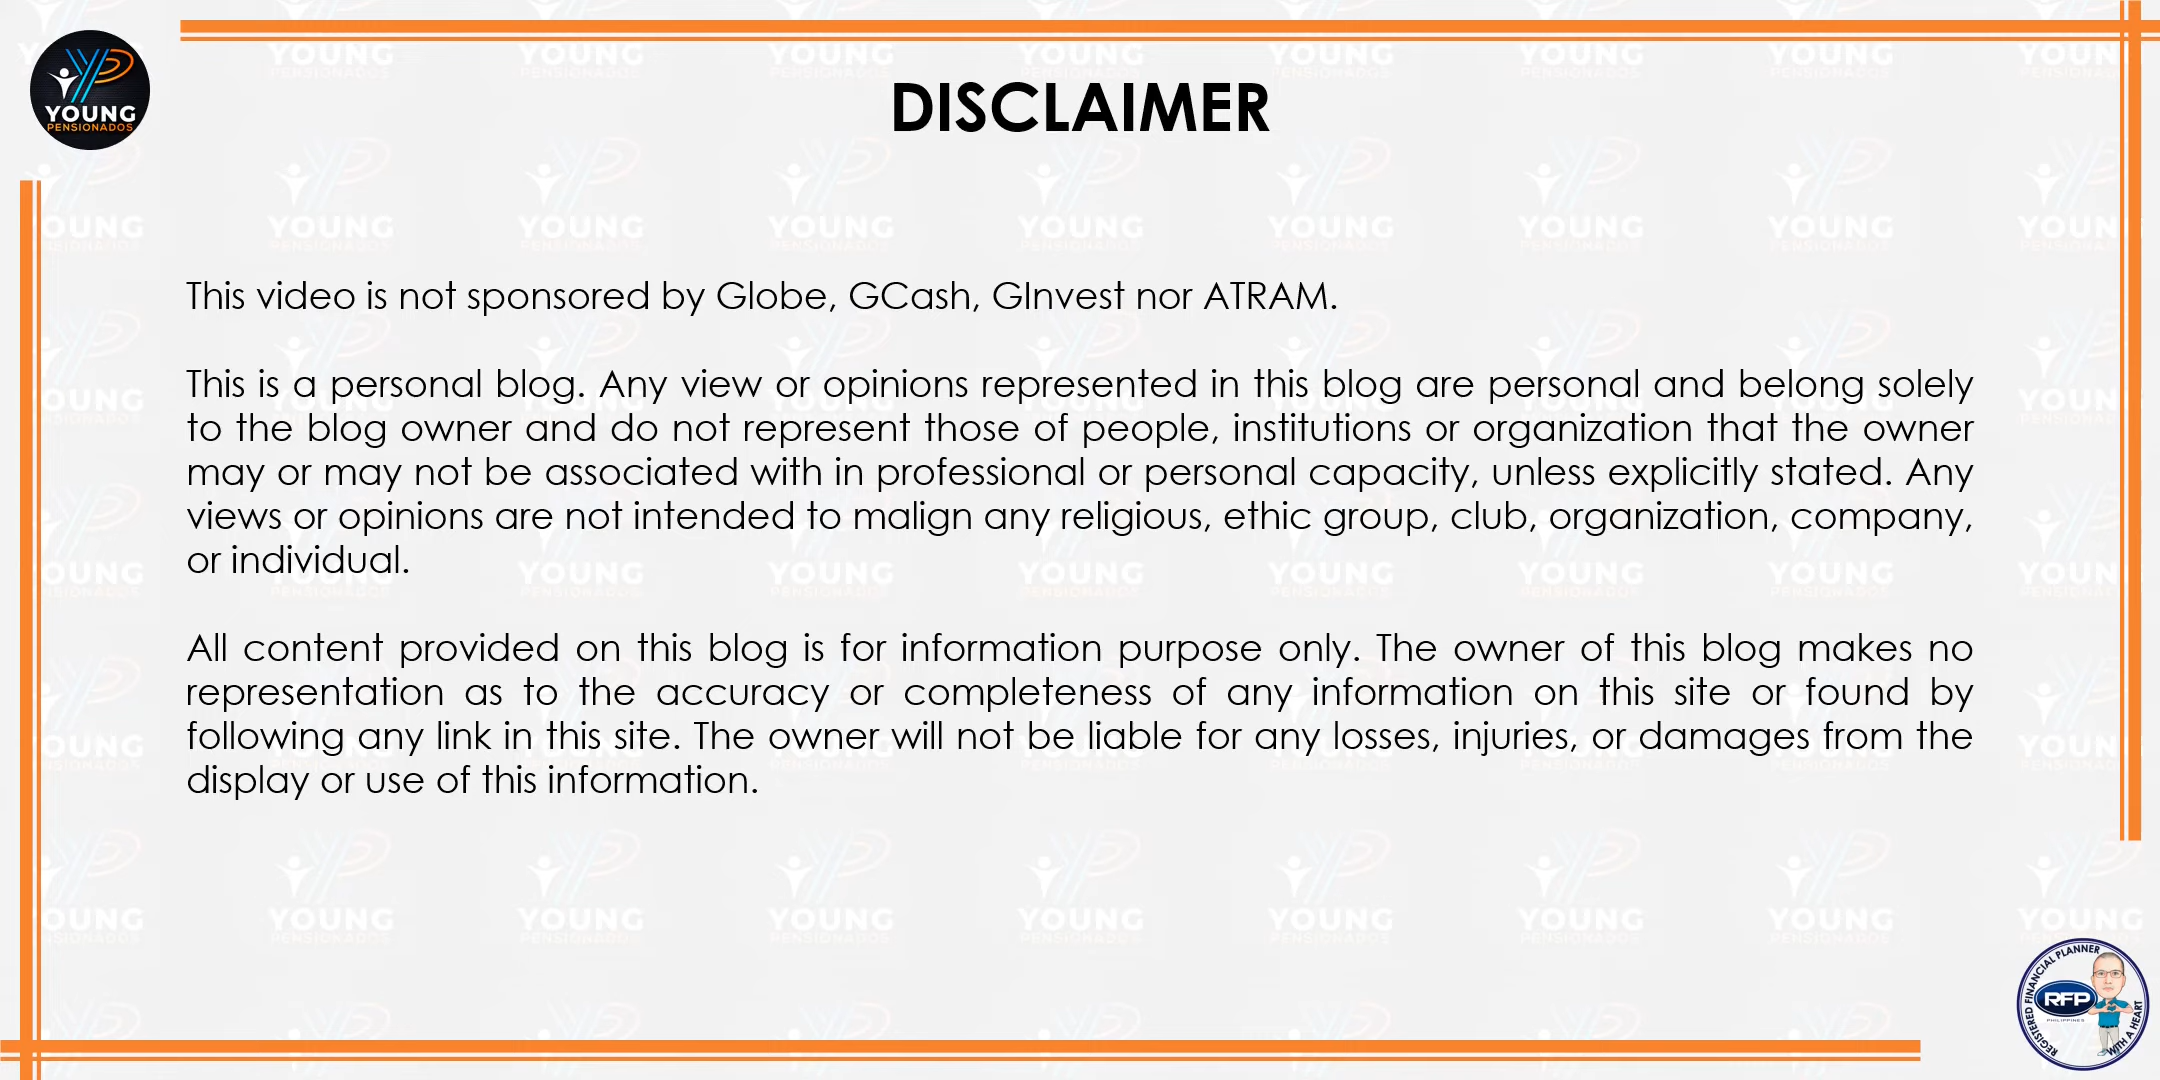 YOUNG
PENSIONADOS
DISCLAIMER
This video is not sponsored by Globe, GCash, GInvest nor ATRAM.
This is a personal blog. Any view or opinions represented in this blog are personal and belong solely
to the blog owner and do not represent those of people, institutions or organization that the owner
may or may not be associated with in professional or personal capacity, unless explicitly stated. Any
views or opinions are not intended to malign any religious, ethic group, club, organization, company,
or individual.
All content provided on this blog is for information purpose only. The owner of this blog makes no
representation as to the accuracy or completeness of any information on this site or found by
following any link in this site. The owner will not be liable for any losses, injuries, or damages from the
display or use of this information.
REGISTERED FINANCIAL PLANNER
RFP
PHILIPPINES
WITH A HEART